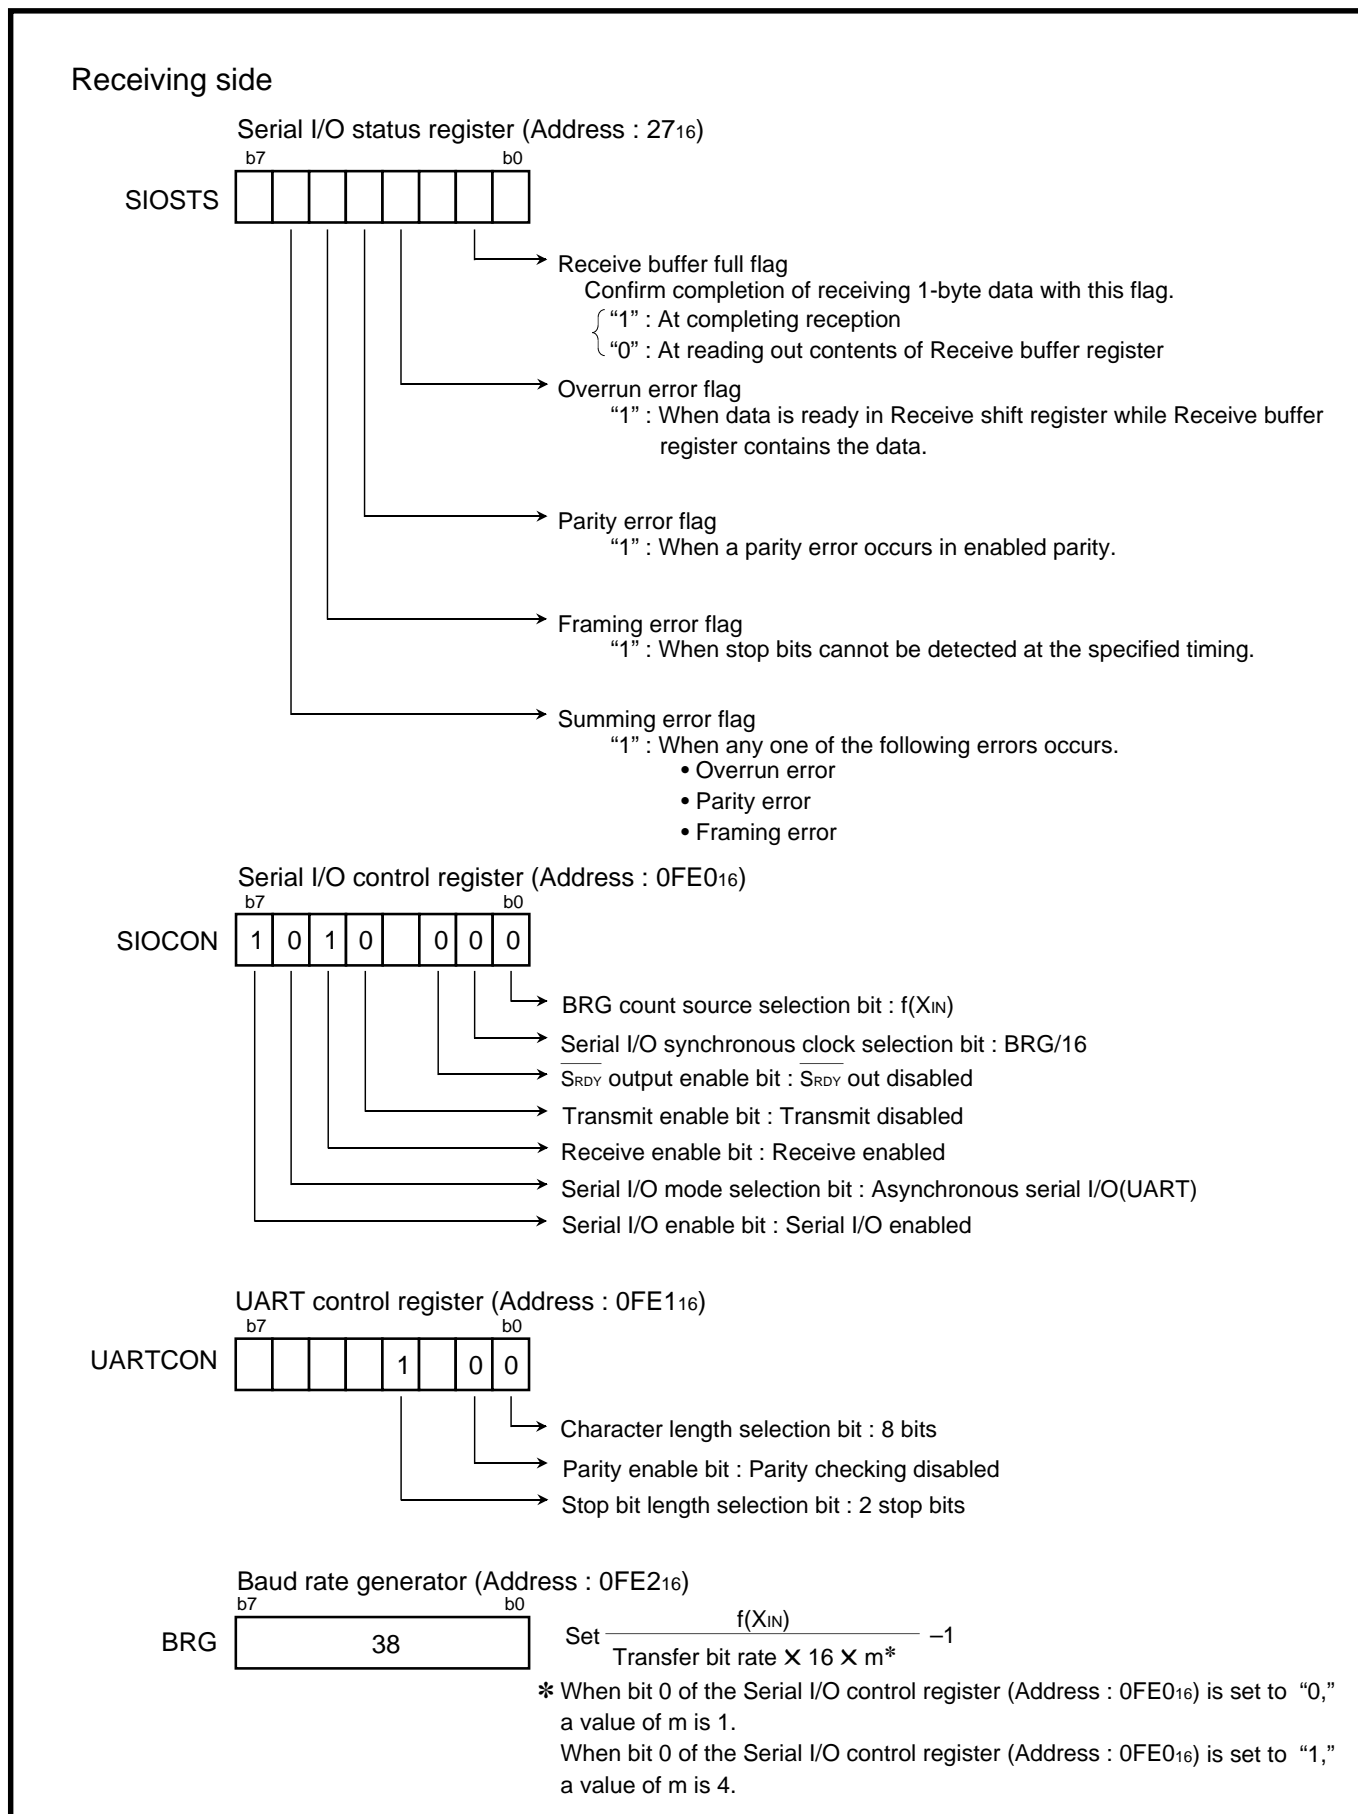 Receiving side
Serial I/O status register (Address : 2716)
b7 b0
SIOSTS
Receive buffer full flag
Confirm completion of receiving 1-byte data with this flag.
“1” : At completing reception
“0” : At reading out contents of Receive buffer register
Overrun error flag
“1” : When data is ready in Receive shift register while Receive buffer
register contains the data.
Parity error flag
“1” : When a parity error occurs in enabled parity.
Framing error flag
“1” : When stop bits cannot be detected at the specified timing.
Summing error flag
“1” : When any one of the following errors occurs.
• Overrun error
• Parity error
• Framing error
Serial I/O control register (Address : 0FE016)
b7 b0
SIOCON 1 0 1 0 0 0 0
BRG count source selection bit : f(XIN)
Serial I/O synchronous clock selection bit : BRG/16
SRDY output enable bit : SRDY out disabled
Transmit enable bit : Transmit disabled
Receive enable bit : Receive enabled
Serial I/O mode selection bit : Asynchronous serial I/O(UART)
Serial I/O enable bit : Serial I/O enabled
UART control register (Address : 0FE116)
b7 b0
UARTCON 1 0 0
Character length selection bit : 8 bits
Parity enable bit : Parity checking disabled
Stop bit length selection bit : 2 stop bits
Baud rate generator (Address : 0FE216)
b7 b0
BRG 38
f(XIN)
Set –1
Transfer bit rate ✕ 16 ✕ m✻
✻ When bit 0 of the Serial I/O control register (Address : 0FE016) is set to “0,”
a value of m is 1.
When bit 0 of the Serial I/O control register (Address : 0FE016) is set to “1,”
a value of m is 4.